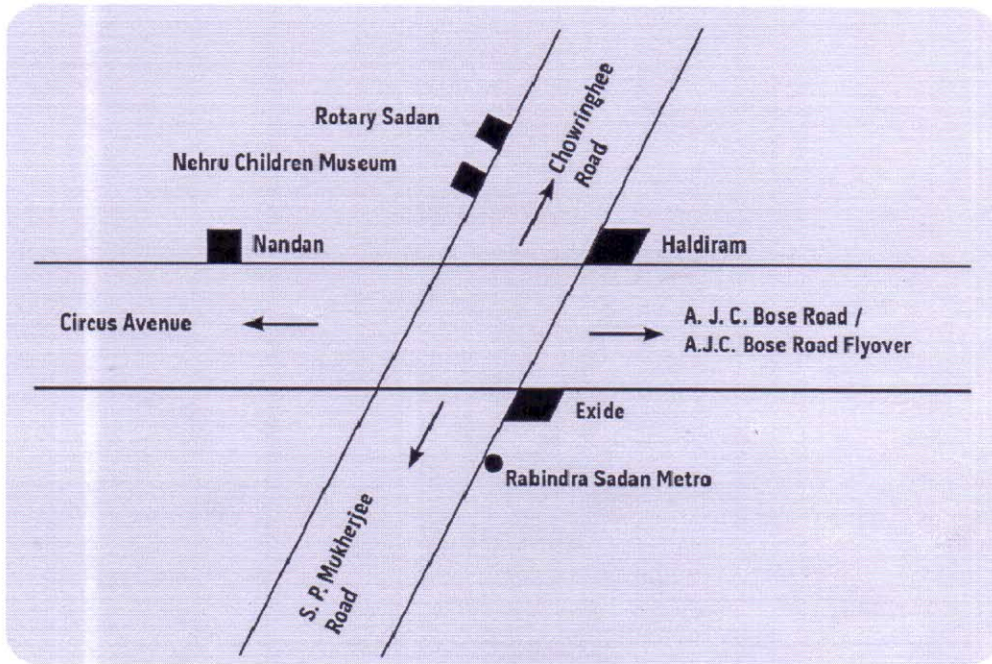 Rotary Sadan
Nehru Children Museum
Chowringhee
Road
Nandan
Haldiram
Circus Avenue
A. J. C. Bose Road /
A.J.C. Bose Road Flyover
Exide
Rabindra Sadan Metro
S. P. Mukherjee
Road